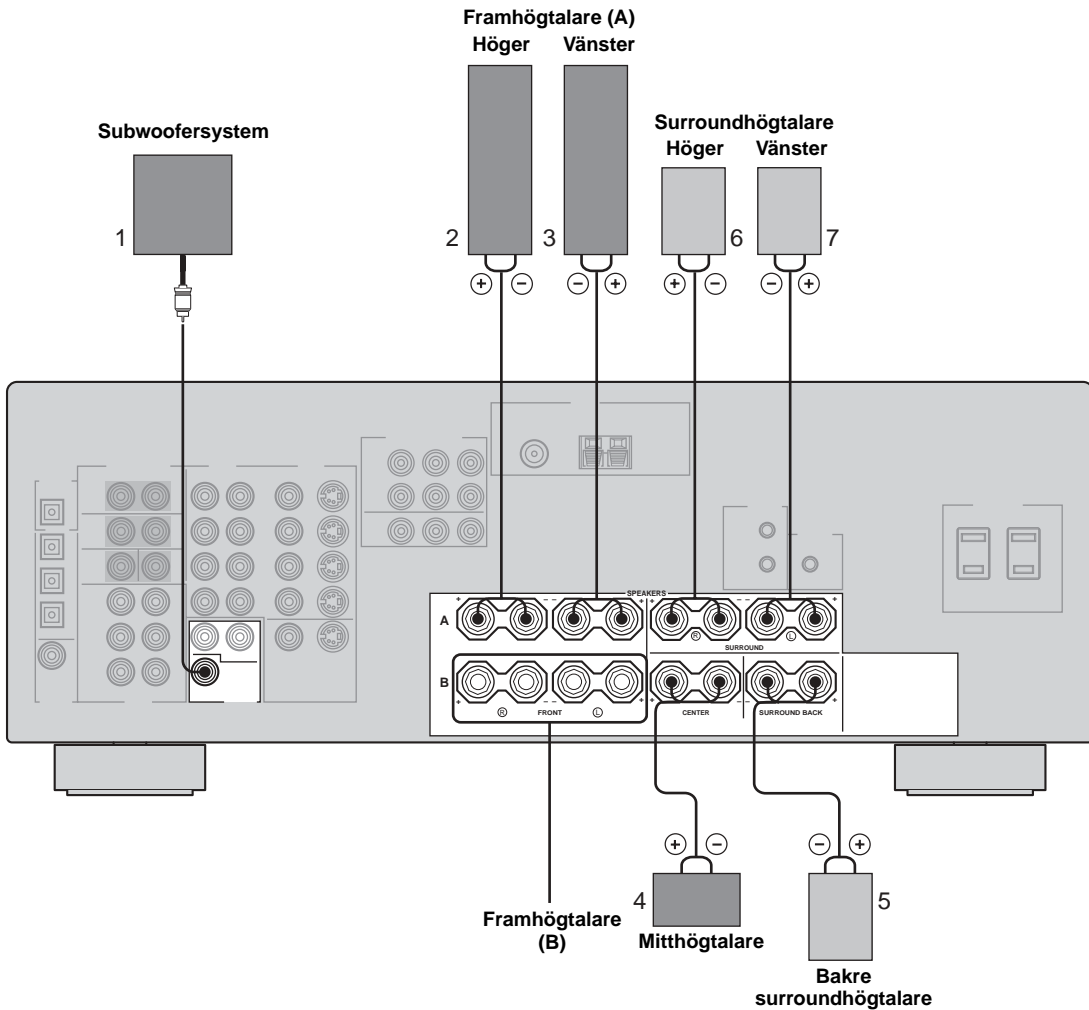 Framhögtalare (A)
Höger Vänster
Subwoofersystem
Surroundhögtalare
Höger Vänster
1
2
3
6
7
+ −
− +
+ −
− +
SPEAKERS
+ − − +
+ − − +
A
R
L
SURROUND
B
+ − − +
R FRONT L
CENTER
SURROUND BACK
+ −
− +
4
5
Framhögtalare
(B)
Mitthögtalare
Bakre
surroundhögtalare